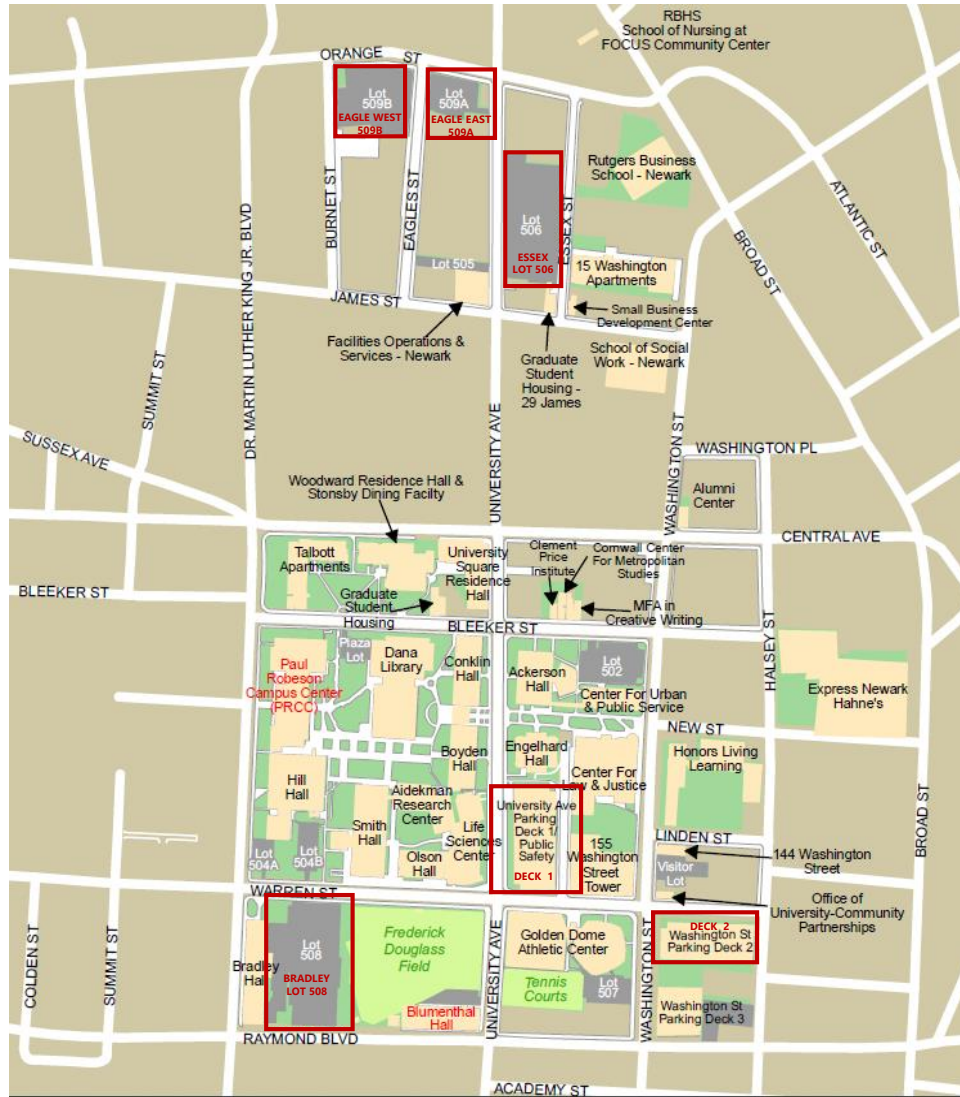 RBHS
School of Nursing at
FOCUS Community Center
ORANGE ST
Lot
509B
EAGLE WEST
509B
Lot
509A
EAGLE EAST
509A
Rutgers Business
School - Newark
Lot
506
ESSEX
LOT 506
ESSEX ST
BURNET ST
EAGLES ST
ATLANTIC ST
BROAD ST
DR. MARTIN LUTHER KING JR. BLVD
Lot 505
15 Washington
Apartments
JAMES ST
Small Business
Development Center
Facilities Operations &
Services - Newark
Graduate
Student
Housing -
29 James
School of Social
Work - Newark
SUMMIT ST
SUSSEX AVE
UNIVERSITY AVE
WASHINGTON ST
WASHINGTON PL
Alumni
Center
Woodward Residence Hall &
Stonsby Dining Facilty
CENTRAL AVE
Talbott
Apartments
University
Square
Residence
Hall
Clement
Price
Institute
Cornwall Center
For Metropolitan
Studies
BLEEKER ST
Graduate
Student
Housing
MFA in
Creative Writing
BLEEKER ST
HALSEY ST
Paul
Robeson
Campus Center
(PRCC)
Plaza
Lot
Dana
Library
Conklin
Hall
Ackerson
Hall
Lot
502
Center For Urban
& Public Service
Express Newark
Hahne's
NEW ST
Boyden
Hall
Engelhard
Hall
Center For
Law & Justice
Honors Living
Learning
Hill
Hall
Aidekman
Research
Center
Smith
Hall
Olson
Hall
Life
Sciences
Center
University Ave
Parking
Deck 1/
Public
Safety
DECK 1
155
Washington
Street
Tower
LINDEN ST
BROAD ST
Lot
504A
Lot
504B
Visitor
Lot
144 Washington
Street
WARREN ST
Office of
University-Community
Partnerships
COLDEN ST
SUMMIT ST
Bradley
Hall
Lot
508
BRADLEY
LOT 508
Frederick
Douglass
Field
UNIVERSITY AVE
Golden Dome
Athletic Center
WASHINGTON ST
DECK 2
Washington St
Parking Deck 2
Tennis
Courts
Lot
507
Blumenthal
Hall
Washington St
Parking Deck 3
RAYMOND BLVD
ACADEMY ST